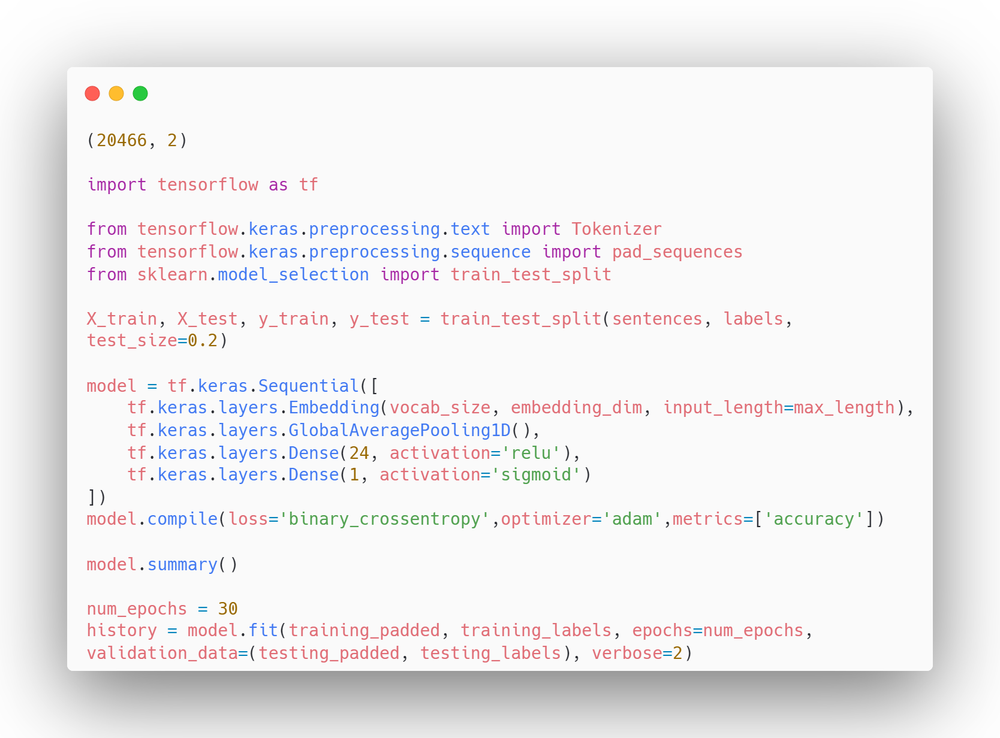 (20466, 2)
import tensorflow as tf
from tensorflow.keras.preprocessing.text import Tokenizer
from tensorflow.keras.preprocessing.sequence import pad_sequences
from sklearn.model_selection import train_test_split
X_train, X_test, y_train, y_test = train_test_split(sentences, labels,
test_size=0.2)
model = tf.keras.Sequential([
    tf.keras.layers.Embedding(vocab_size, embedding_dim, input_length=max_length),
    tf.keras.layers.GlobalAveragePooling1D(),
    tf.keras.layers.Dense(24, activation='relu'),
    tf.keras.layers.Dense(1, activation='sigmoid')
])
model.compile(loss='binary_crossentropy',optimizer='adam',metrics=['accuracy'])
model.summary()
num_epochs = 30
history = model.fit(training_padded, training_labels, epochs=num_epochs,
validation_data=(testing_padded, testing_labels), verbose=2)